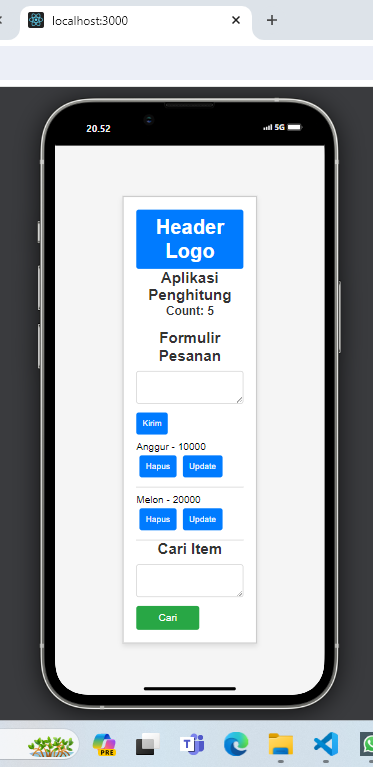 localhost:3000
20.52
5G
Header
Logo
Aplikasi
Penghitung
Count: 5
Formulir
Pesanan
Kirim
Anggur - 10000
Hapus Update
Melon - 20000
Hapus Update
Cari Item
Cari
PRE